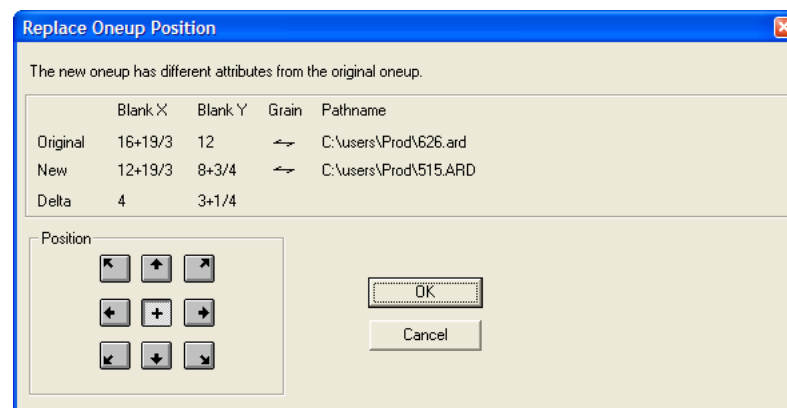 Replace Oneup Position
The new oneup has different attributes from the original oneup.
Blank X Blank Y Grain Pathname
Original 16+19/3 12 C:\users\Prod\626.ard
New 12+19/3 8+3/4 C:\users\Prod\515.ARD
Delta 4 3+1/4
Position
OK
Cancel